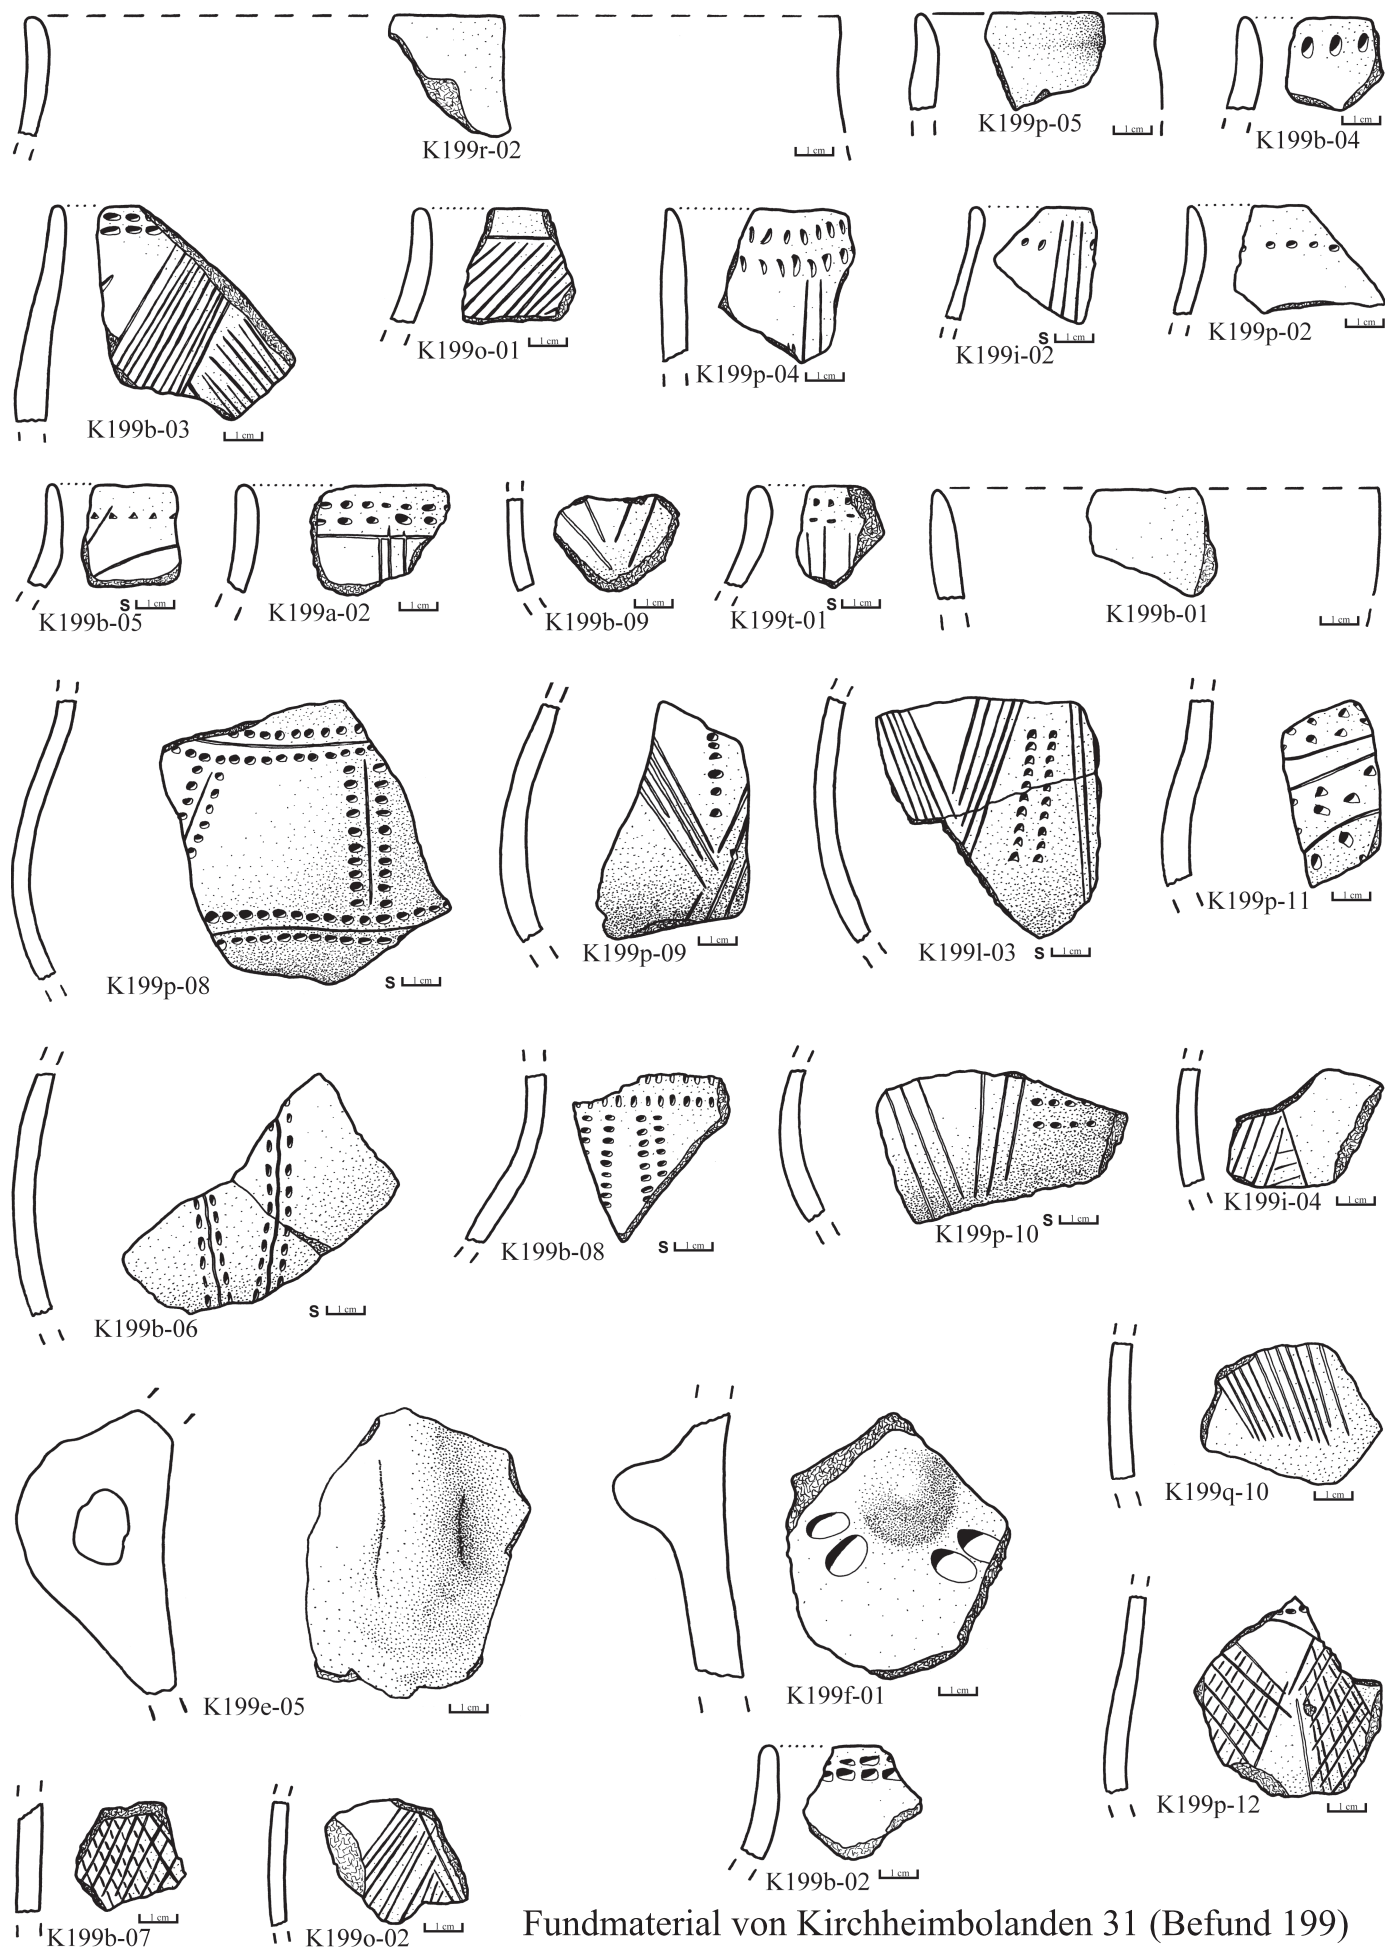 K199r-02 1 cm
K199p-05 1 cm
K199b-04 1 cm
K199b-03 1 cm
K199o-01 1 cm
K199p-04 1 cm
K199i-02 S 1 cm
K199p-02 1 cm
K199b-05 S 1 cm
K199a-02 1 cm
K199b-09 1 cm
K199t-01 S 1 cm
K199b-01 1 cm
K199p-08 S 1 cm
K199p-09 1 cm
K199l-03 S 1 cm
K199p-11 1 cm
K199b-06 S 1 cm
K199b-08 S 1 cm
K199p-10 S 1 cm
K199i-04 1 cm
K199q-10 1 cm
K199e-05 1 cm
K199f-01 1 cm
K199p-12 1 cm
K199b-07 1 cm
K199o-02 1 cm
K199b-02 1 cm
Fundmaterial von Kirchheimbolanden 31 (Befund 199)